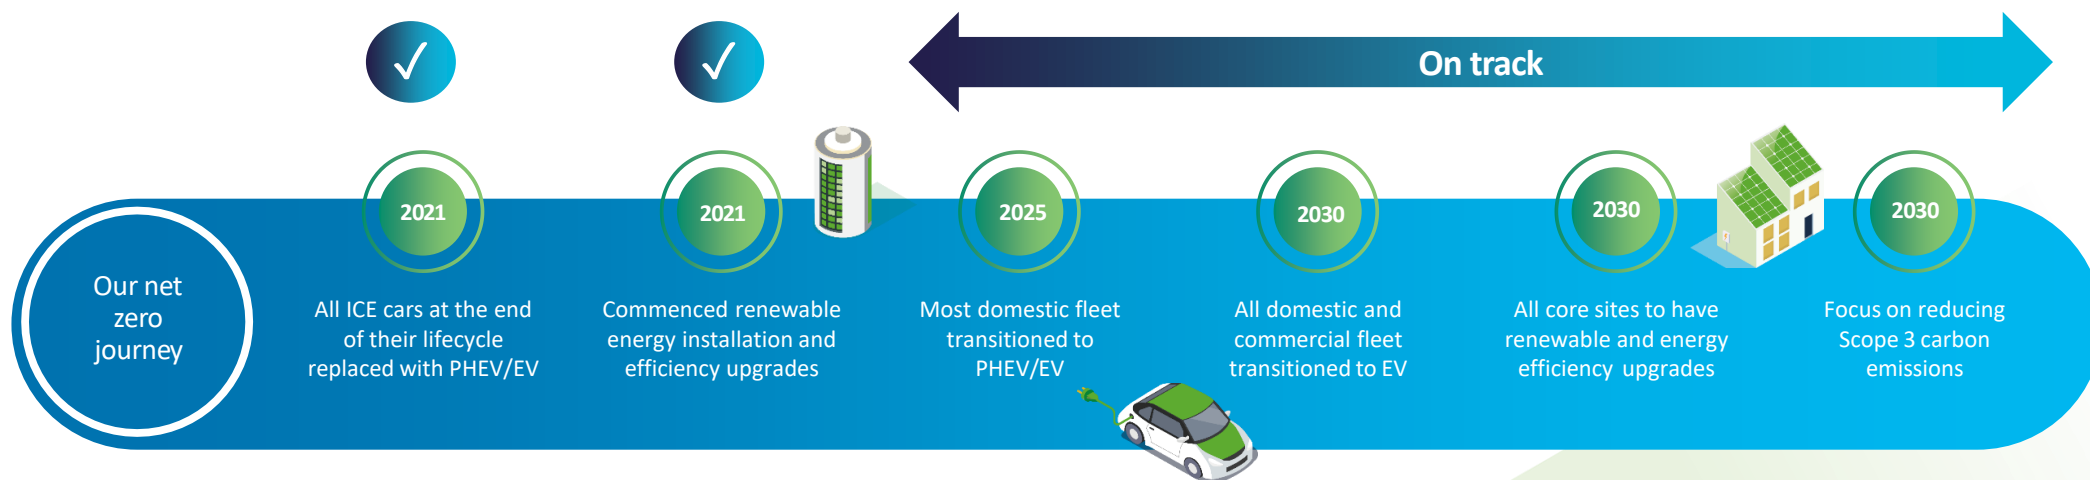 On track
Our net
zero
journey
2021
All ICE cars at the end
of their lifecycle
replaced with PHEV/EV
2021
Commenced renewable
energy installation and
efficiency upgrades
2025
Most domestic fleet
transitioned to
PHEV/EV
2030
All domestic and
commercial fleet
transitioned to EV
2030
All core sites to have
renewable and energy
efficiency upgrades
2030
Focus on reducing
Scope 3 carbon
emissions